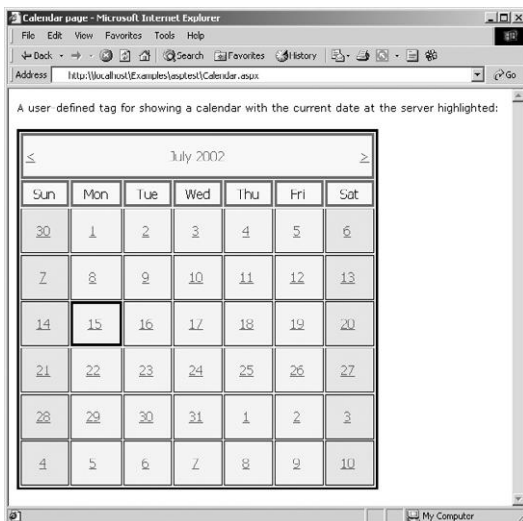 Calendar page - Microsoft Internet Explorer
File Edit View Favorites Tools Help
Back Search Favorites History
Address http://localhost/Examples/asptest/Calendar.aspx Go
A user-defined tag for showing a calendar with the current date at the server highlighted:
< July 2002 >
Sun Mon Tue Wed Thu Fri Sat
30 1 2 3 4 5 6
7 8 9 10 11 12 13
14 15 16 17 18 19 20
21 22 23 24 25 26 27
28 29 30 31 1 2 3
4 5 6 7 8 9 10
My Computer